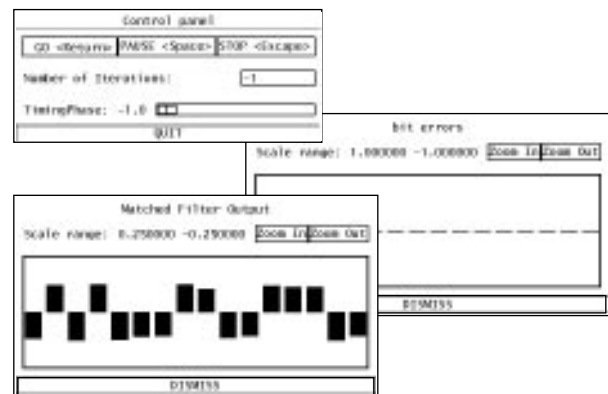 Control panel
GO <Return> PAUSE <Space> STOP <Escape>
Number of Iterations: -1
TimingPhase: -1.0
QUIT
bit errors
Scale range: 1.000000 -1.000000 Zoom In Zoom Out
DISMISS
Matched Filter Output
Scale range: 0.250000 -0.250000 Zoom In Zoom Out
DISMISS